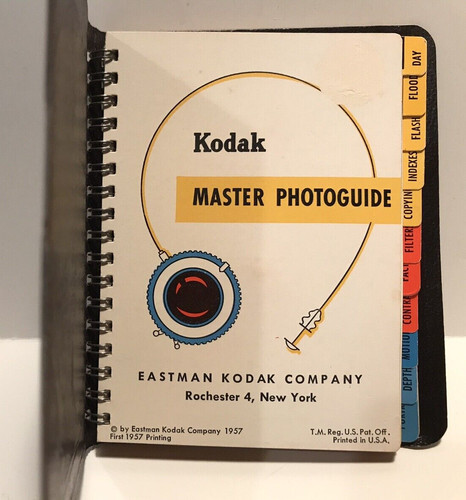 Kodak
MASTER PHOTOGUIDE
EASTMAN KODAK COMPANY
Rochester 4, New York
© by Eastman Kodak Company 1957
First 1957 Printing
T.M. Reg. U.S. Pat. Off.
Printed in U.S.A.
DAY
FLOOD
FLASH
INDEXES
COPYIN
FILTER
CONTRA
MOTIO
DEPTH